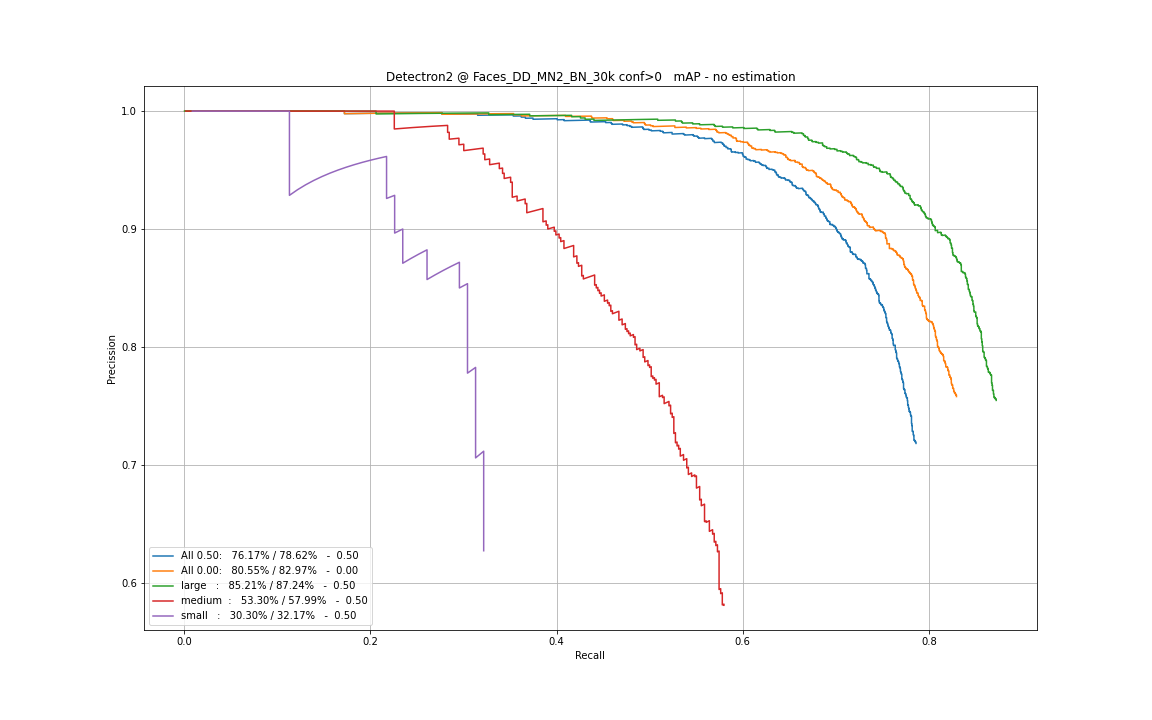 Detectron2 @ Faces_DD_MN2_BN_30k conf>0   mAP - no estimation
1.0
0.9
0.8
0.7
0.6
Precission
All 0.50:   76.17% / 78.62%   -  0.50
All 0.00:   80.55% / 82.97%   -  0.00
large   :   85.21% / 87.24%   -  0.50
medium  :   53.30% / 57.99%   -  0.50
small   :   30.30% / 32.17%   -  0.50
0.0 0.2 0.4 0.6 0.8
Recall